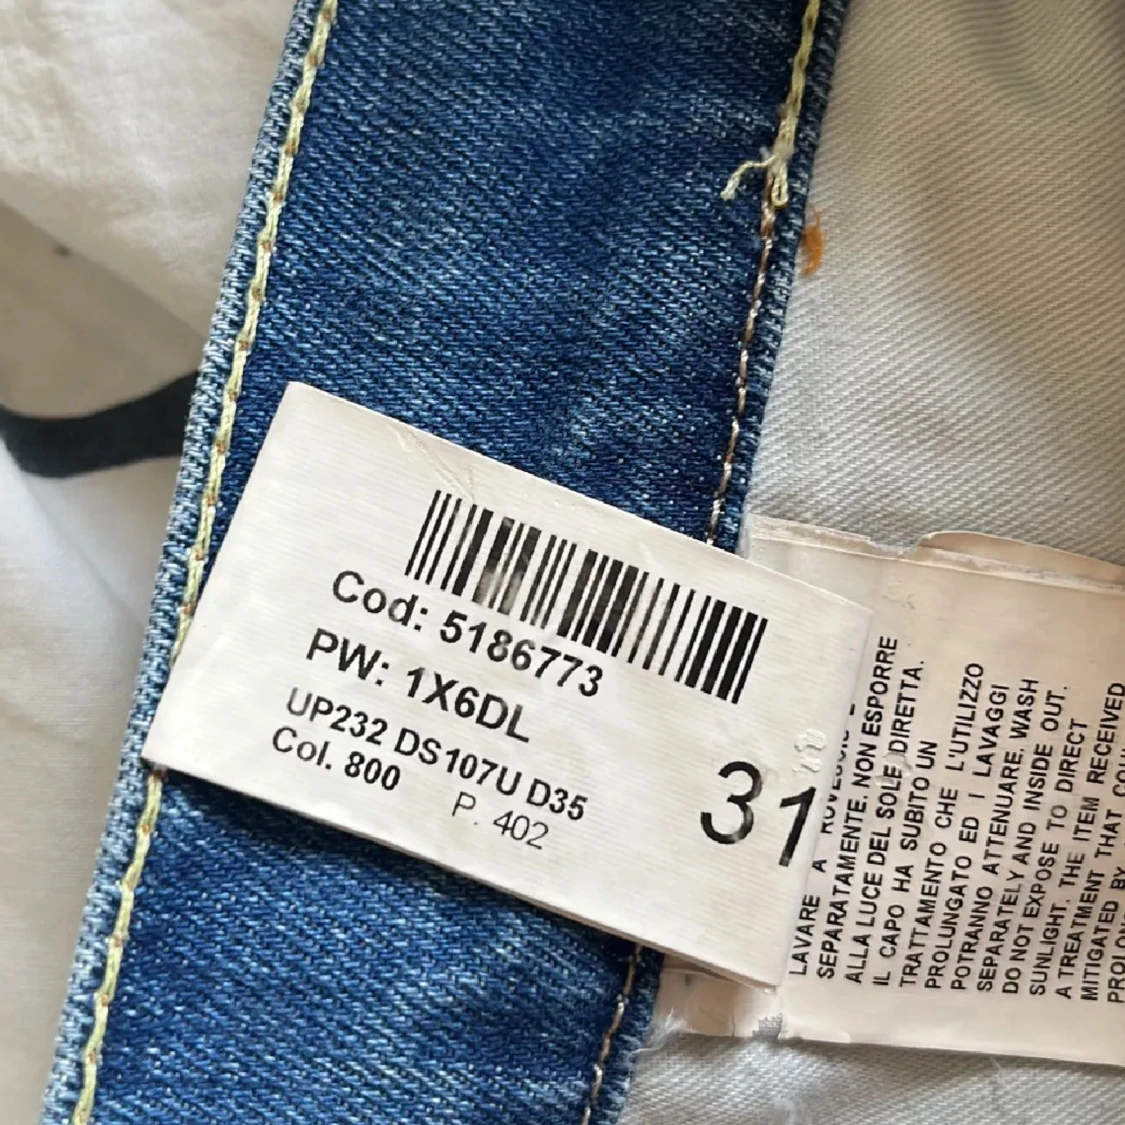 Cod: 5186773
PW: 1X6DL
UP232 DS107U D35
Col. 800 P. 402
31
LAVARE A
SEPARATAMENTE. NON ESPORRE
ALLA LUCE DEL SOLE DIRETTA.
IL CAPO HA SUBITO UN
TRATTAMENTO CHE L'UTILIZZO
PROLUNGATO ED I LAVAGGI
POTRANNO ATTENUARE. WASH
SEPARATELY AND INSIDE OUT.
DO NOT EXPOSE TO DIRECT
SUNLIGHT. THE ITEM RECEIVED
A TREATMENT THAT
MITIGATED BY